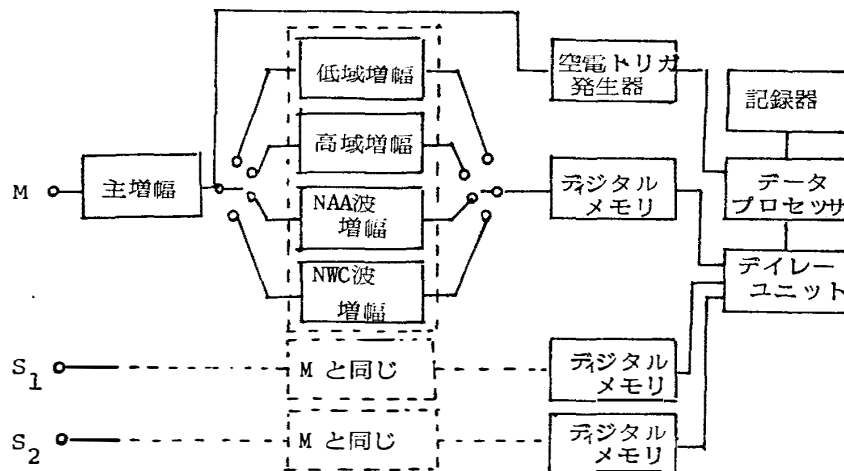 低域増幅
空電トリガ
発生器
記録器
高域増幅
M
主増幅
NAA波
増幅
ディジタル
メモリ
データ
プロセッサ
NWC波
増幅
デイレー
ユニット
S1
M と同じ
ディジタル
メモリ
S2
M と同じ
ディジタル
メモリ